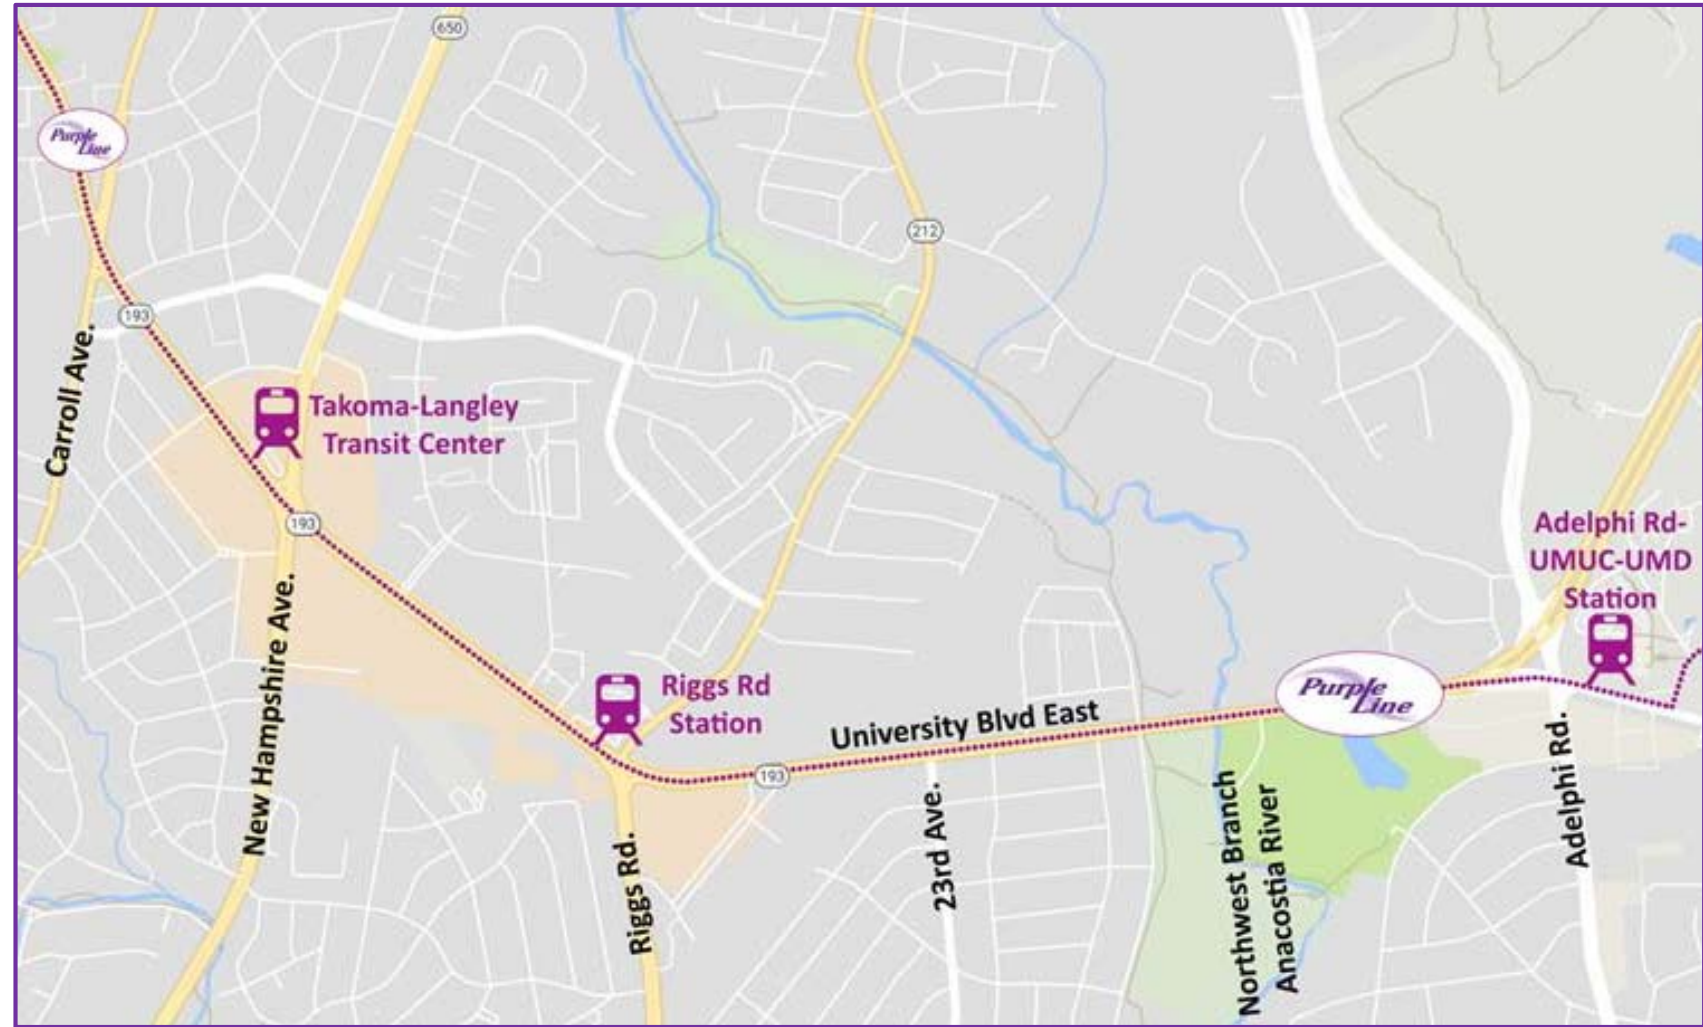 650
Purple
Line
212
193
Carroll Ave.
Takoma-Langley
Transit Center
193
Adelphi Rd-
UMUC-UMD
Station
New Hampshire Ave.
Riggs Rd
Station
Purple
Line
University Blvd East
193
Riggs Rd.
23rd Ave.
Northwest Branch
Anacostia River
Adelphi Rd.